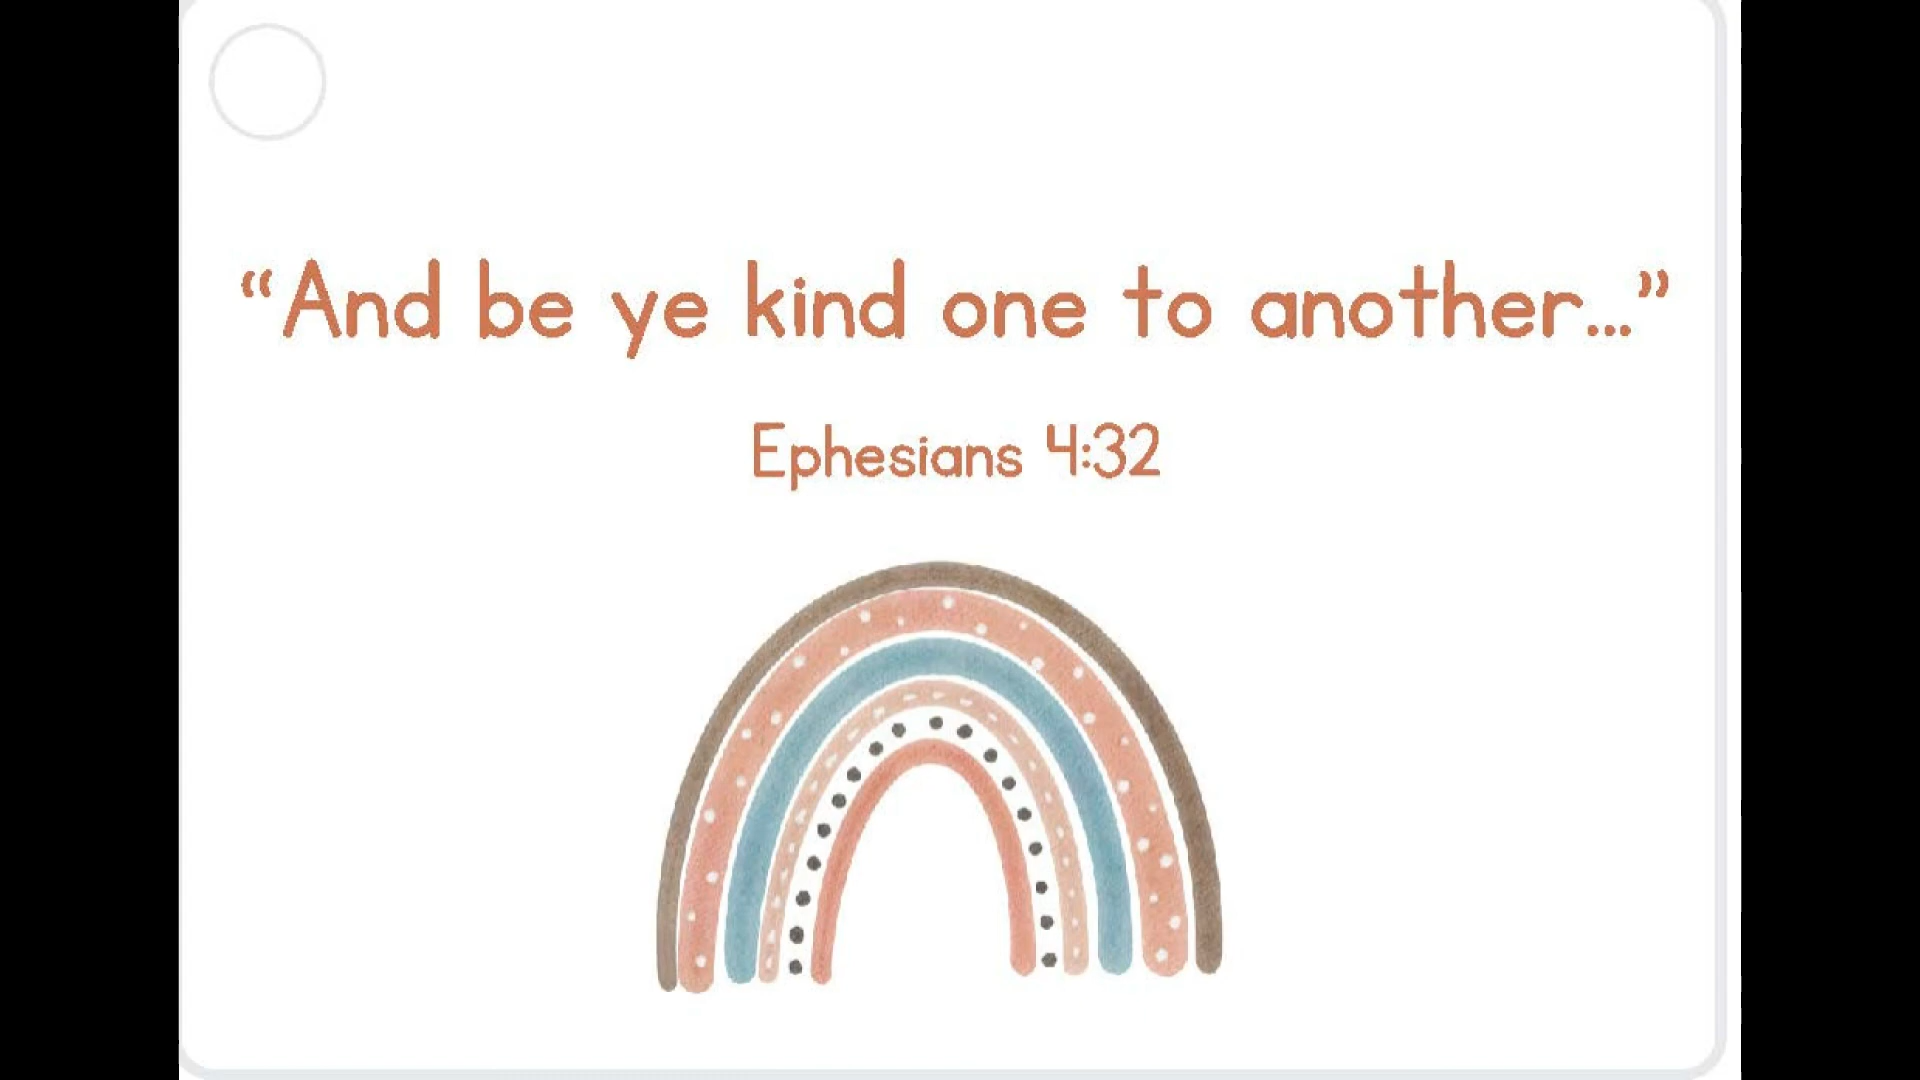 “And be ye kind one to another...”
Ephesians 4:32